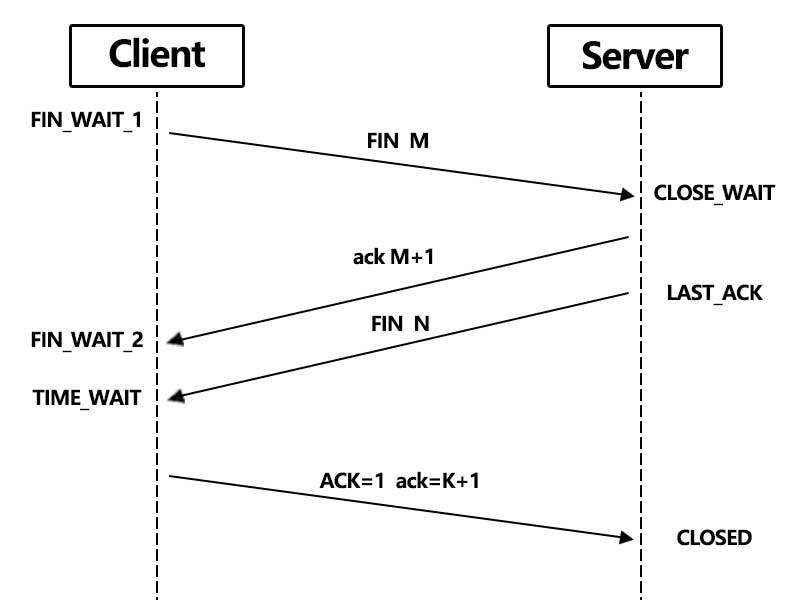 Client
Server
FIN_WAIT_1
FIN M
CLOSE_WAIT
ack M+1
LAST_ACK
FIN N
FIN_WAIT_2
TIME_WAIT
ACK=1 ack=K+1
CLOSED